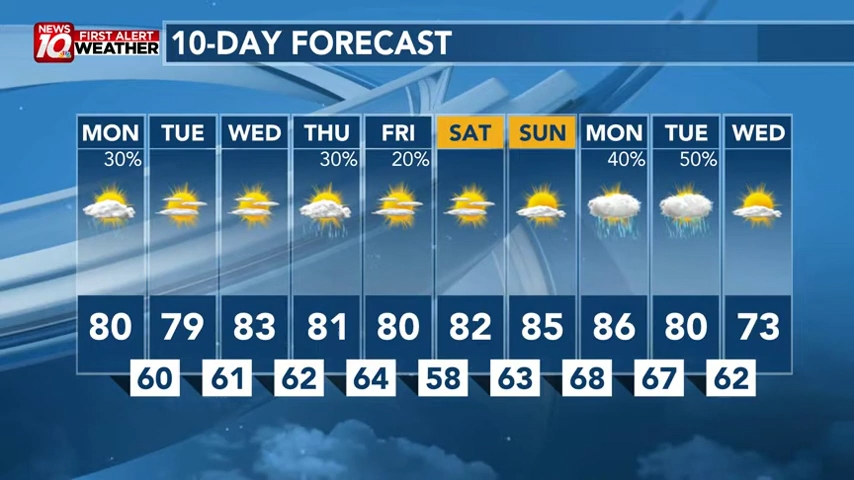 NEWS
10
FIRST ALERT
WEATHER
10-DAY FORECAST
MON TUE WED THU FRI SAT SUN MON TUE WED
30% 30% 20% 40% 50%
80 79 83 81 80 82 85 86 80 73
60 61 62 64 58 63 68 67 62